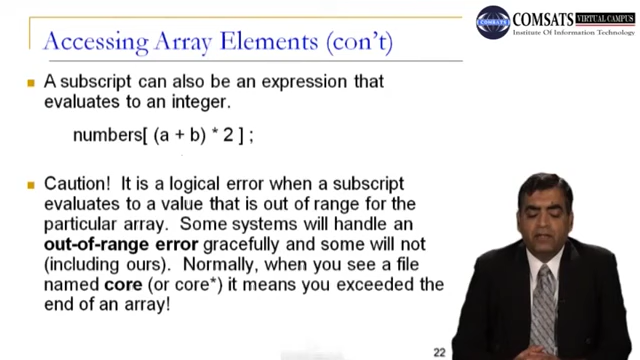 Accessing Array Elements (con't)
COMSATS VIRTUAL CAMPUS
Institute Of Information Technology
A subscript can also be an expression that
evaluates to an integer.
numbers[ (a + b) * 2 ] ;
Caution! It is a logical error when a subscript
evaluates to a value that is out of range for the
particular array. Some systems will handle an
out-of-range error gracefully and some will not
(including ours). Normally, when you see a file
named core (or core*) it means you exceeded the
end of an array!
22